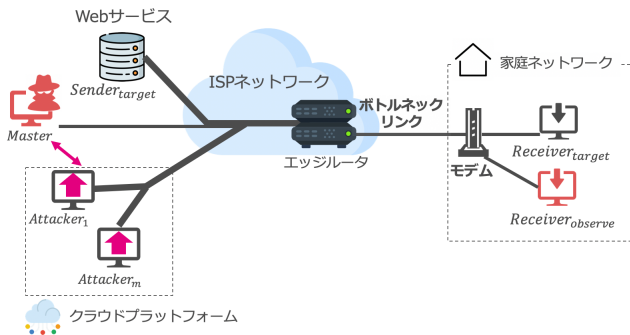 Webサービス
Sender_target
ISPネットワーク
家庭ネットワーク
Master
ボトルネック
リンク
エッジルータ
モデム
Receiver_target
Attacker_1
Receiver_observe
Attacker_m
クラウドプラットフォーム